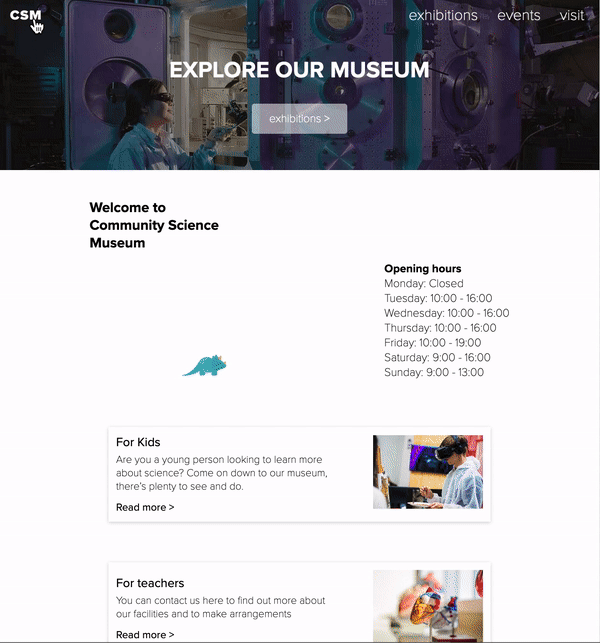 CSM
exhibitions events visit
EXPLORE OUR MUSEUM
exhibitions >
Welcome to
Community Science
Museum
Opening hours
Monday: Closed
Tuesday: 10:00 - 16:00
Wednesday: 10:00 - 16:00
Thursday: 10:00 - 16:00
Friday: 10:00 - 19:00
Saturday: 9:00 - 16:00
Sunday: 9:00 - 13:00
For Kids
Are you a young person looking to learn more
about science? Come on down to our museum,
there's plenty to see and do.
Read more >
For teachers
You can contact us here to find out more about
our facilities and to make arrangements
Read more >